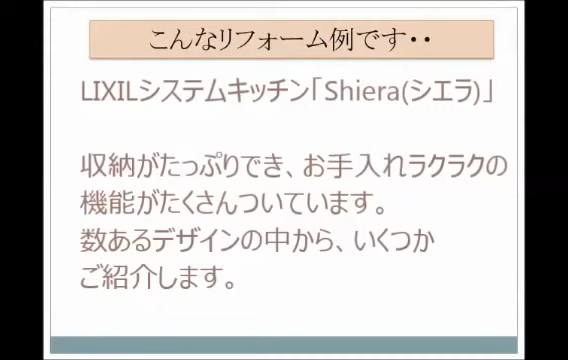 こんなリフォーム例です・・
LIXILシステムキッチン「Shiera(シエラ)」
収納がたっぷりでき、お手入れラクラクの
機能がたくさんついています。
数あるデザインの中から、いくつか
ご紹介します。